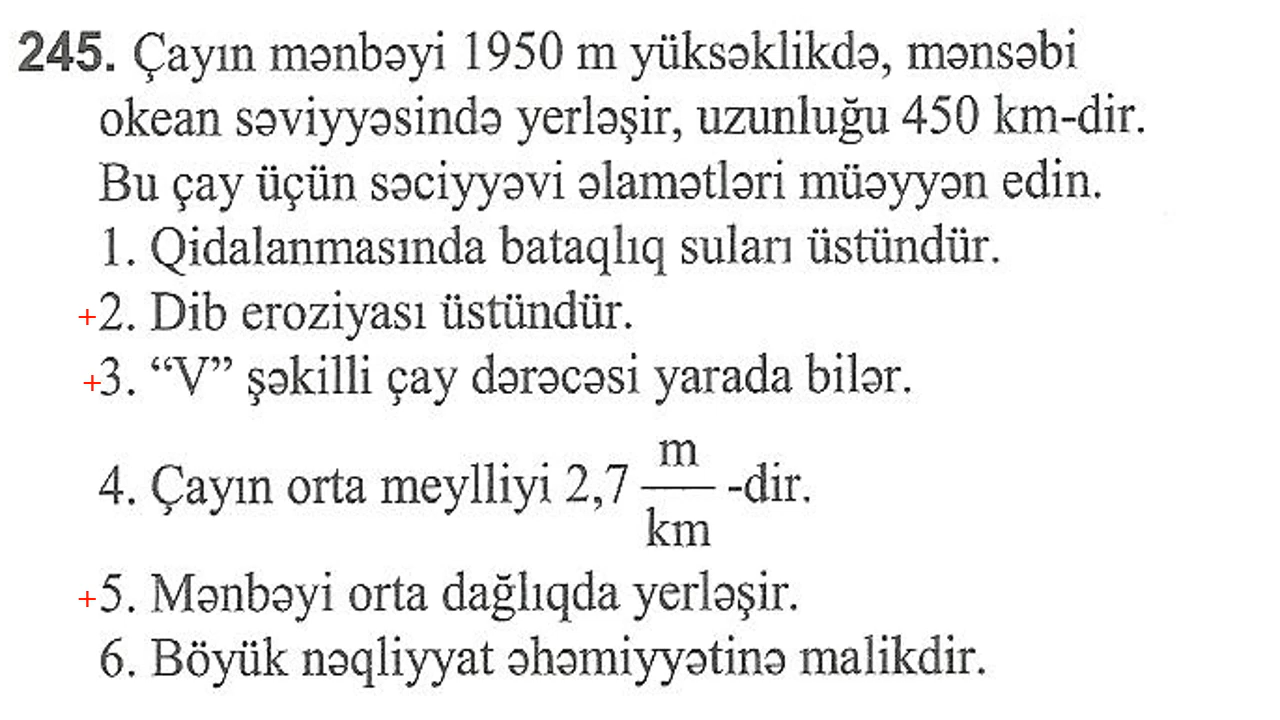 245. Çayın mənbəyi 1950 m yüksəklikdə, mənsəbi
okean səviyyəsində yerləşir, uzunluğu 450 km-dir.
Bu çay üçün səciyyəvi əlamətləri müəyyən edin.
1. Qidalanmasında bataqlıq suları üstündür.
+2. Dib eroziyası üstündür.
+3. “V” şəkilli çay dərəcəsi yarada bilər.
4. Çayın orta meylliyi 2,7 m/km -dir.
+5. Mənbəyi orta dağlıqda yerləşir.
6. Böyük nəqliyyat əhəmiyyətinə malikdir.